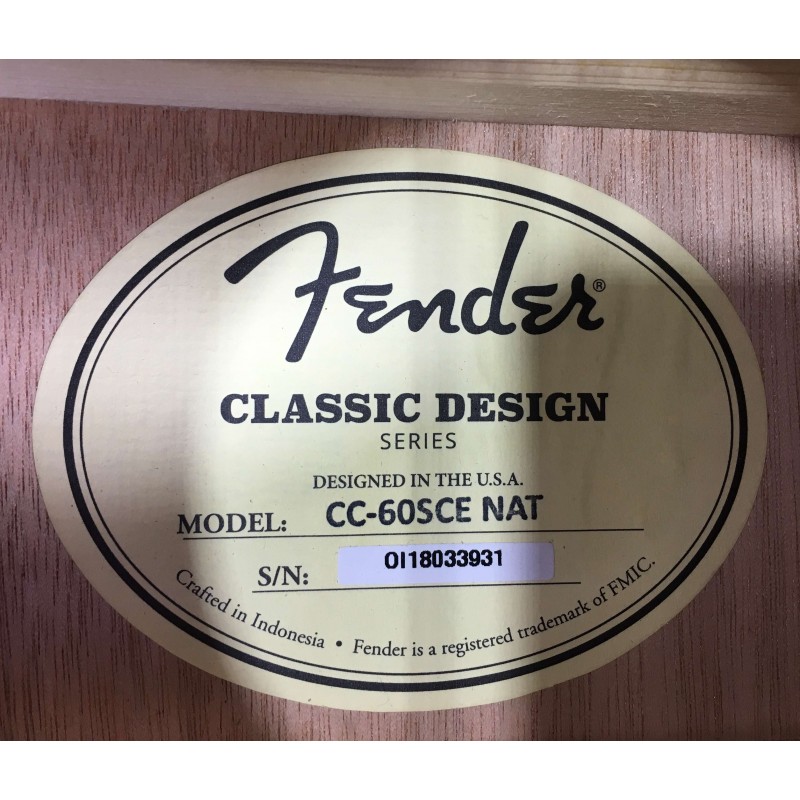 Fender®
CLASSIC DESIGN
SERIES
DESIGNED IN THE U.S.A.
MODEL: CC-60SCE NAT
S/N: OI18033931
Crafted in Indonesia • Fender is a registered trademark of FMIC.